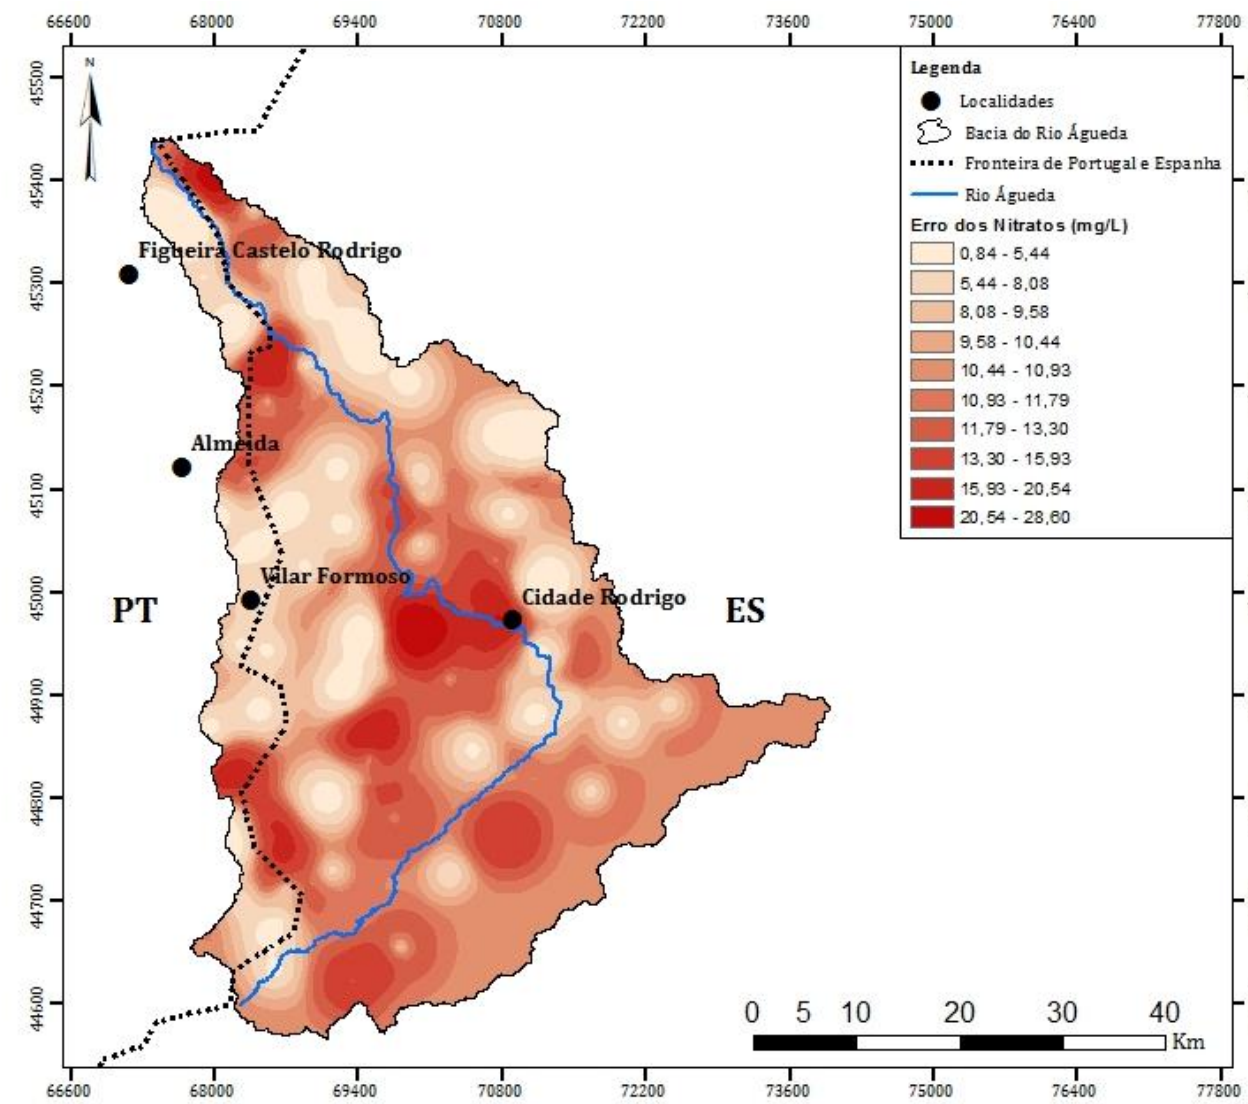 66600 68000 69400 70800 72200 73600 75000 76400 77800
45500
45400
45300
45200
45100
45000
44900
44800
44700
44600
N
Legenda
Localidades
Bacia do Rio Águeda
Fronteira de Portugal e Espanha
Rio Águeda
Erro dos Nitratos (mg/L)
0,84 - 5,44
5,44 - 8,08
8,08 - 9,58
9,58 - 10,44
10,44 - 10,93
10,93 - 11,79
11,79 - 13,30
13,30 - 15,93
15,93 - 20,54
20,54 - 28,60
Figueira Castelo Rodrigo
Almeida
Vilar Formoso
Cidade Rodrigo
PT
ES
0 5 10 20 30 40
Km
66600 68000 69400 70800 72200 73600 75000 76400 77800